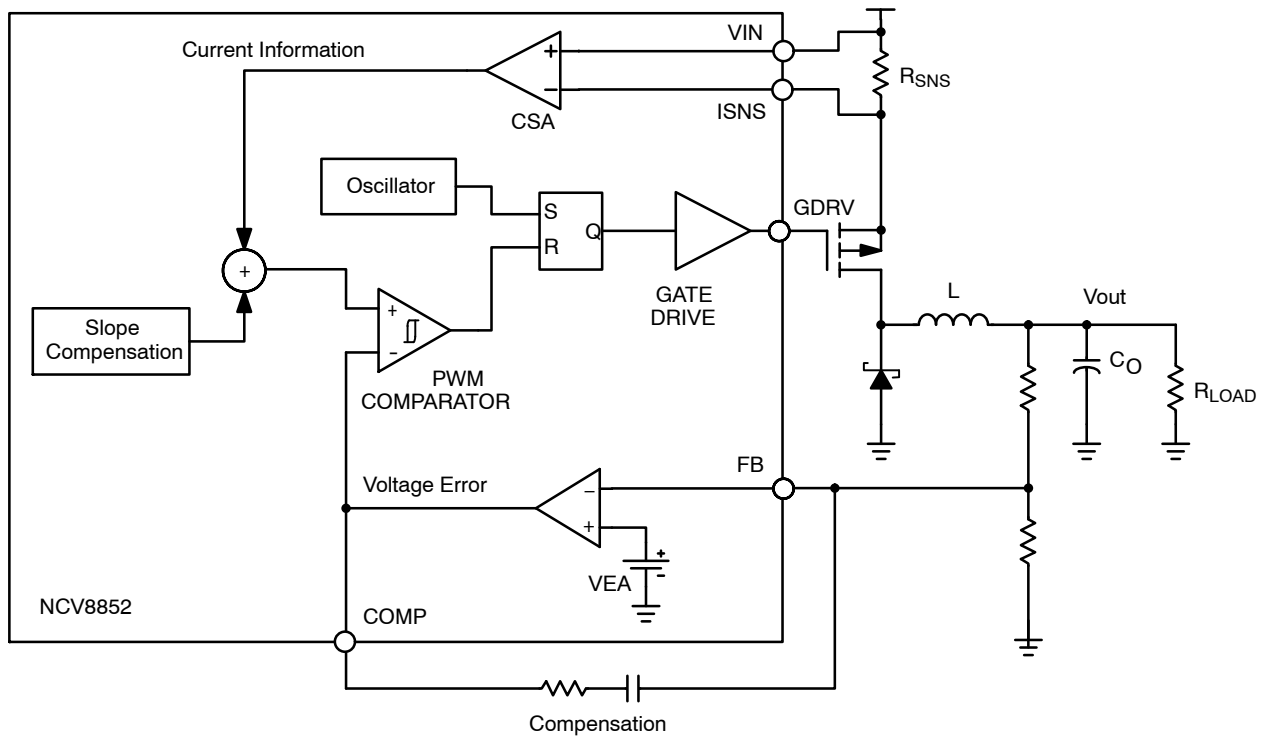 VIN
Current Information
RSNS
+
−
ISNS
CSA
Oscillator
S
GDRV
Q
R
+
GATE
DRIVE
L
Vout
Slope
Compensation
+
−
PWM
COMPARATOR
CO
RLOAD
FB
Voltage Error
−
+
+
VEA
-
NCV8852
COMP
Compensation